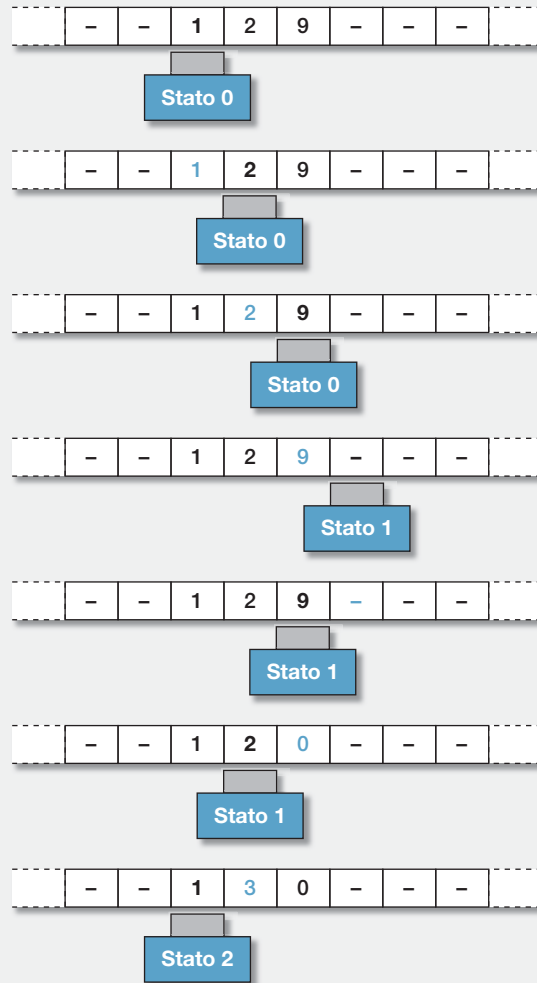 – – 1 2 9 – – –
Stato 0
– – 1 2 9 – – –
Stato 0
– – 1 2 9 – – –
Stato 0
– – 1 2 9 – – –
Stato 1
– – 1 2 9 – – –
Stato 1
– – 1 2 0 – – –
Stato 1
– – 1 3 0 – – –
Stato 2